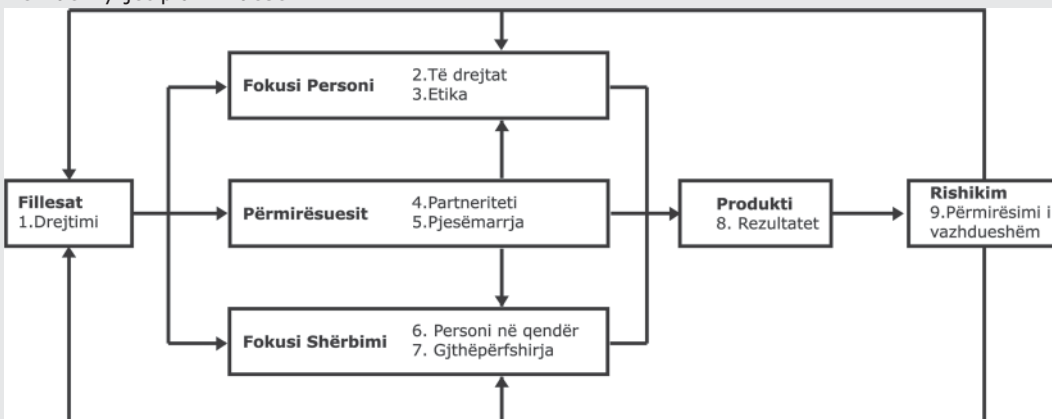 Fokusi Personi
2.Të drejtat
3.Etika
Fillesat
1.Drejtimi
Përmirësuesit
4.Partneriteti
5.Pjesëmarrja
Produkti
8. Rezultatet
Rishikim
9.Përmirësimi i
vazhdueshëm
Fokusi Shërbimi
6. Personi në qendër
7. Gjthëpërfshirja